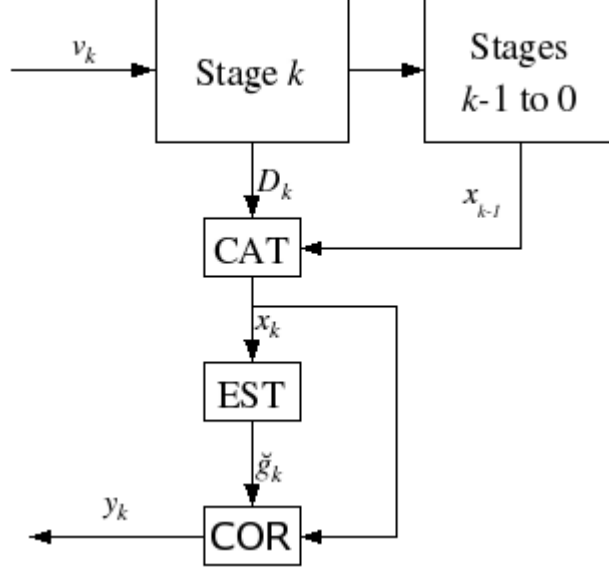 v_k
Stage k
Stages
k-1 to 0
D_k
x_{k-1}
CAT
x_k
EST
ğ_k
y_k
COR